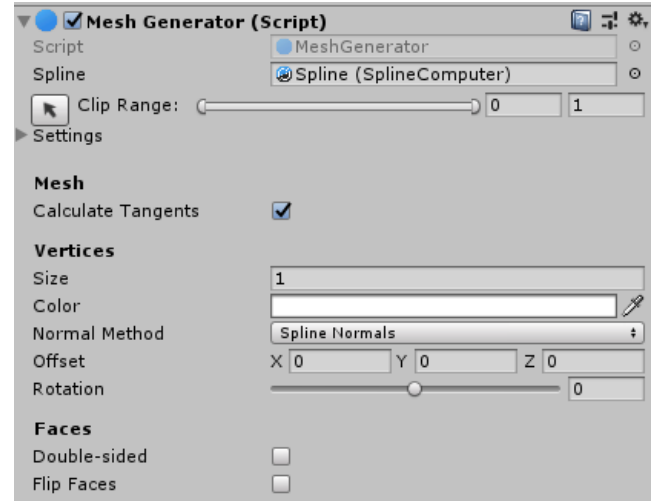 Mesh Generator (Script)
Script MeshGenerator
Spline Spline (SplineComputer)
Clip Range: 0 1
Settings
Mesh
Calculate Tangents
Vertices
Size 1
Color
Normal Method Spline Normals
Offset X 0 Y 0 Z 0
Rotation 0
Faces
Double-sided
Flip Faces